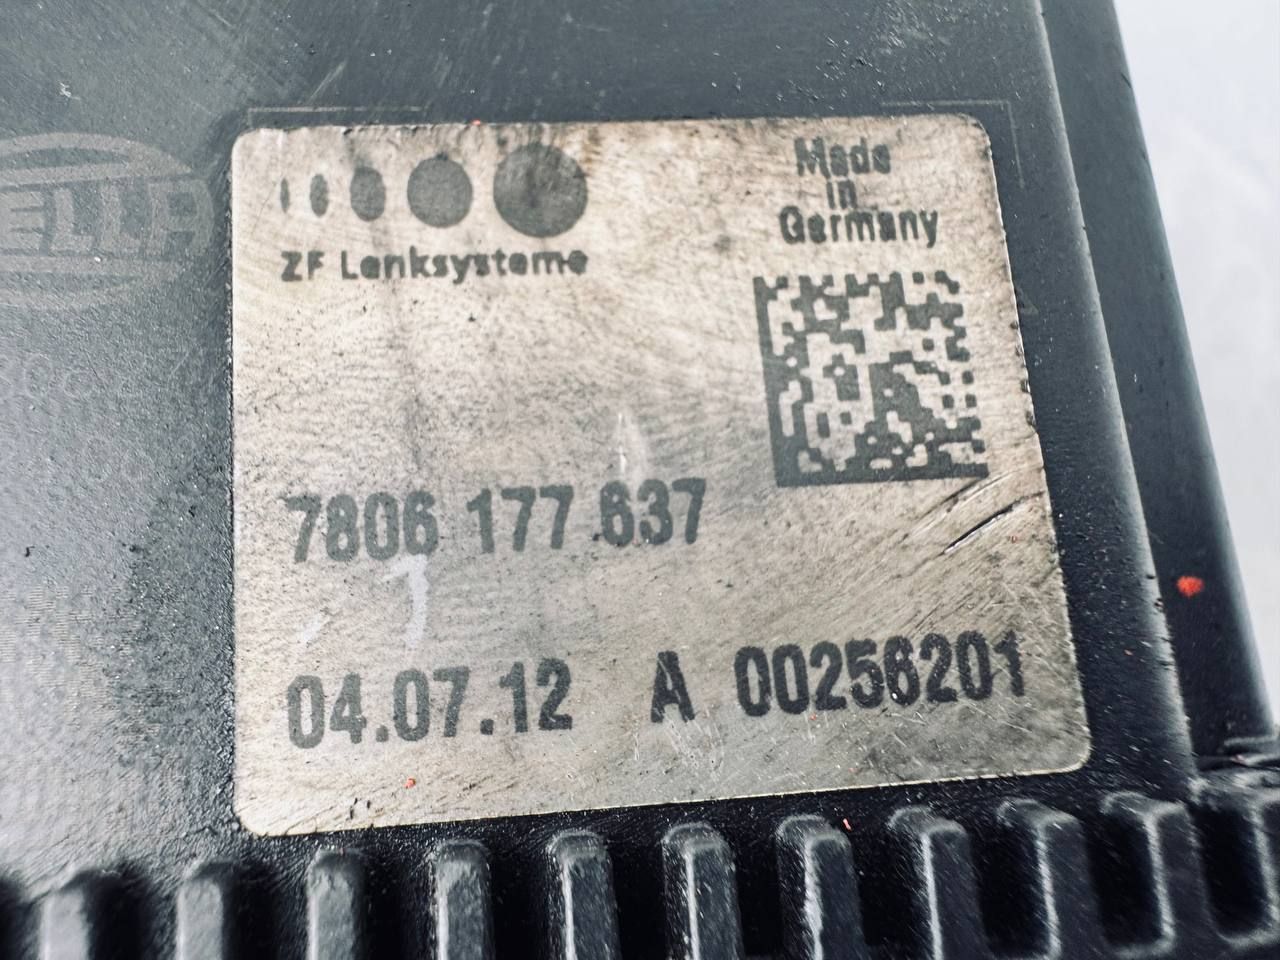 Made
in
Germany
ZF Lenksysteme
7806 177 637
04.07.12 A 00256201